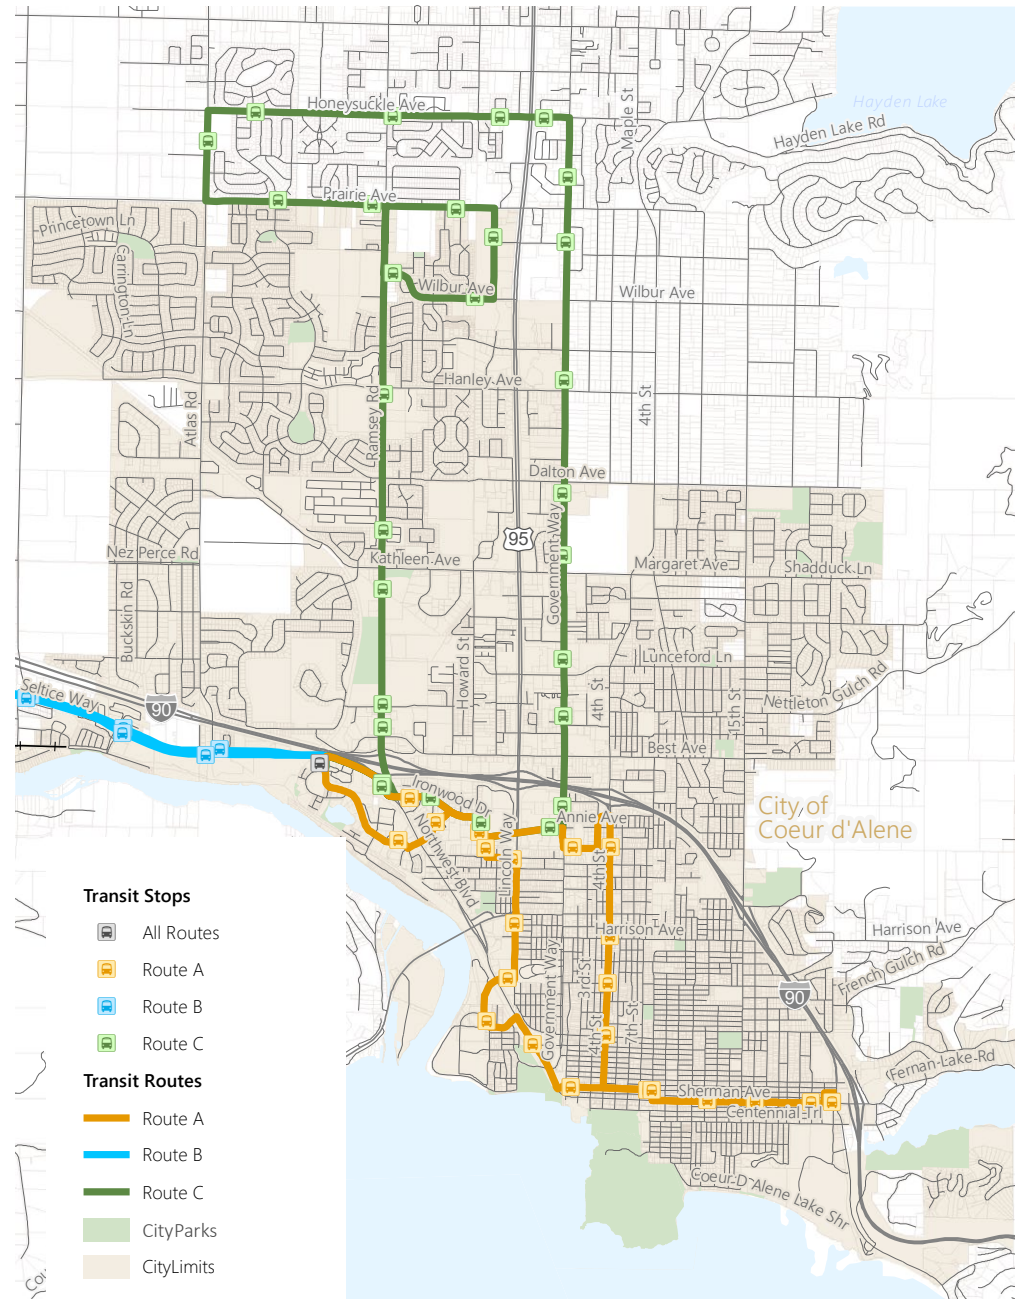 Honeysuckle Ave
Maple St
Hayden Lake
Hayden Lake Rd
Prairie Ave
Princetown Ln
Carrington Ln
Wilbur Ave
Wilbur Ave
Hanley Ave
Atlas Rd
Ramsey Rd
4th St
Dalton Ave
95
Government Way
Nez Perce Rd
Kathleen Ave
Margaret Ave
Shadduck Ln
Buckskin Rd
Howard St
Lunceford Ln
Seltice Way
90
4th St
15th St
Nettleton Gulch Rd
Best Ave
Ironwood Dr
Annie Ave
City of
Coeur d'Alene
Northwest Blvd
Lincoln Way
4th St
Harrison Ave
Harrison Ave
French Gulch Rd
Government Way
3rd St
4th St
7th St
90
Fernan Lake Rd
Sherman Ave
Centennial Trl
Coeur D'Alene Lake Shr
Transit Stops
All Routes
Route A
Route B
Route C
Transit Routes
Route A
Route B
Route C
CityParks
CityLimits